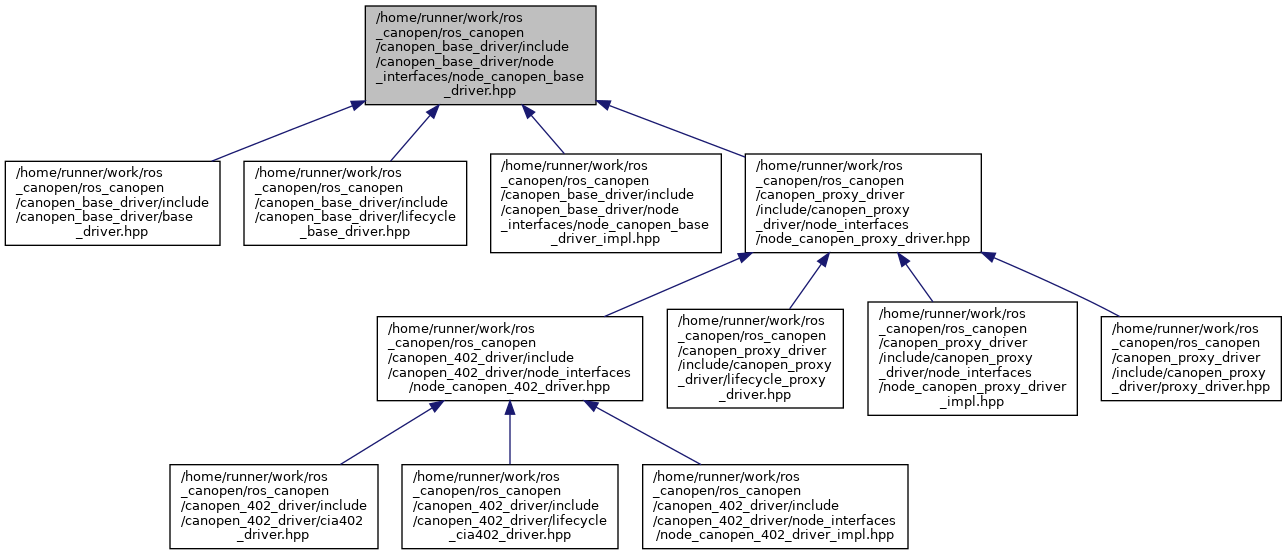 /home/runner/work/ros
_canopen/ros_canopen
/canopen_base_driver/include
/canopen_base_driver/node
_interfaces/node_canopen_base
_driver.hpp
/home/runner/work/ros
_canopen/ros_canopen
/canopen_base_driver/include
/canopen_base_driver/base
_driver.hpp
/home/runner/work/ros
_canopen/ros_canopen
/canopen_base_driver/include
/canopen_base_driver/lifecycle
_base_driver.hpp
/home/runner/work/ros
_canopen/ros_canopen
/canopen_base_driver/include
/canopen_base_driver/node
_interfaces/node_canopen_base
_driver_impl.hpp
/home/runner/work/ros
_canopen/ros_canopen
/canopen_proxy_driver
/include/canopen_proxy
_driver/node_interfaces
/node_canopen_proxy_driver.hpp
/home/runner/work/ros
_canopen/ros_canopen
/canopen_402_driver/include
/canopen_402_driver/node_interfaces
/node_canopen_402_driver.hpp
/home/runner/work/ros
_canopen/ros_canopen
/canopen_proxy_driver
/include/canopen_proxy
_driver/lifecycle_proxy
_driver.hpp
/home/runner/work/ros
_canopen/ros_canopen
/canopen_proxy_driver
/include/canopen_proxy
_driver/node_interfaces
/node_canopen_proxy_driver
_impl.hpp
/home/runner/work/ros
_canopen/ros_canopen
/canopen_proxy_driver
/include/canopen_proxy
_driver/proxy_driver.hpp
/home/runner/work/ros
_canopen/ros_canopen
/canopen_402_driver/include
/canopen_402_driver/cia402
_driver.hpp
/home/runner/work/ros
_canopen/ros_canopen
/canopen_402_driver/include
/canopen_402_driver/lifecycle
_cia402_driver.hpp
/home/runner/work/ros
_canopen/ros_canopen
/canopen_402_driver/include
/canopen_402_driver/node_interfaces
/node_canopen_402_driver_impl.hpp